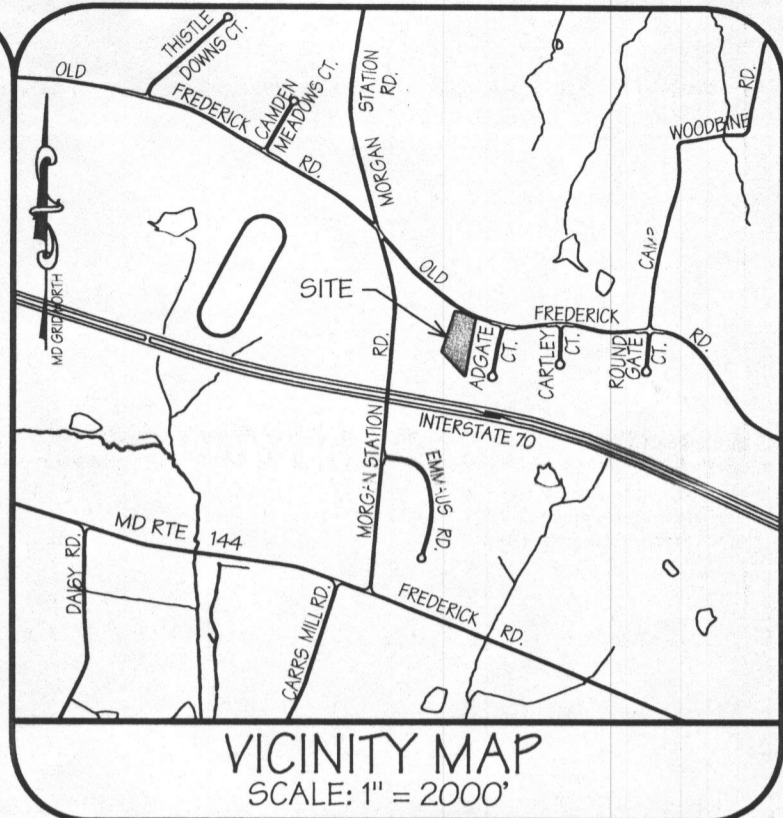 THISTLE
DOWNS CT.
OLD
FREDERICK
RD.
CAMDEN
MEADOWS CT.
STATION
RD.
MORGAN
WOODBINE
RD.
CAMP
MD GRID NORTH
SITE
OLD
FREDERICK
RD.
ADGATE
CT.
CARTLEY
CT.
ROUND
GATE
CT.
RD.
MORGAN STATION
INTERSTATE 70
EMMAUS RD.
MD RTE 144
DAISY RD.
CARRS MILL RD.
FREDERICK
RD.
VICINITY MAP
SCALE: 1" = 2000'